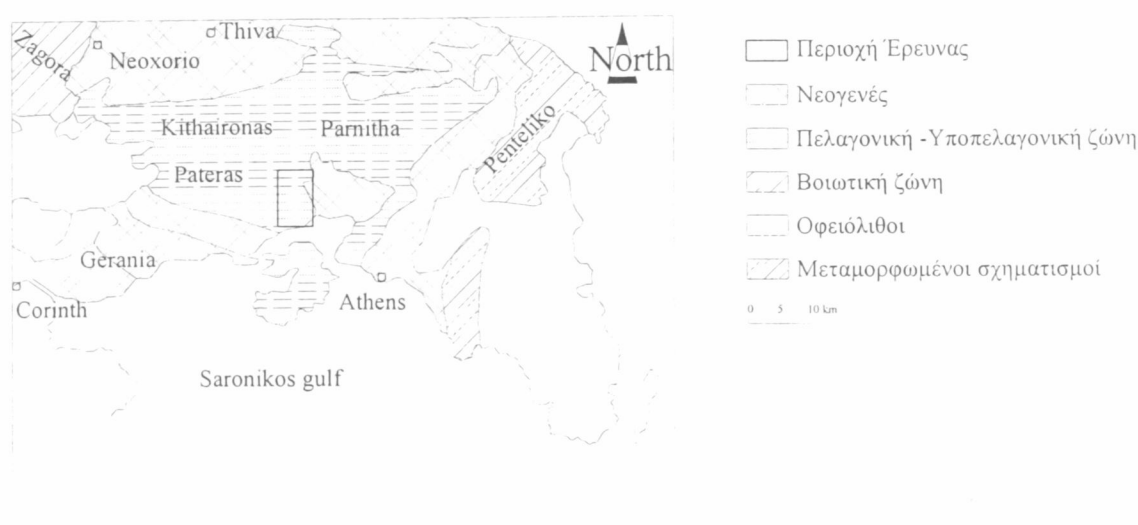 Thiva
Zagora
Neoxorio
North
Kithaironas
Parnitha
Penteliko
Pateras
Gerania
Corinth
Athens
Saronikos gulf
Περιοχή Έρευνας
Νεογενές
Πελαγονική -Υποπελαγονική ζώνη
Βοιωτική ζώνη
Οφειόλιθοι
Μεταμορφωμένοι σχηματισμοί
0 5 10 km